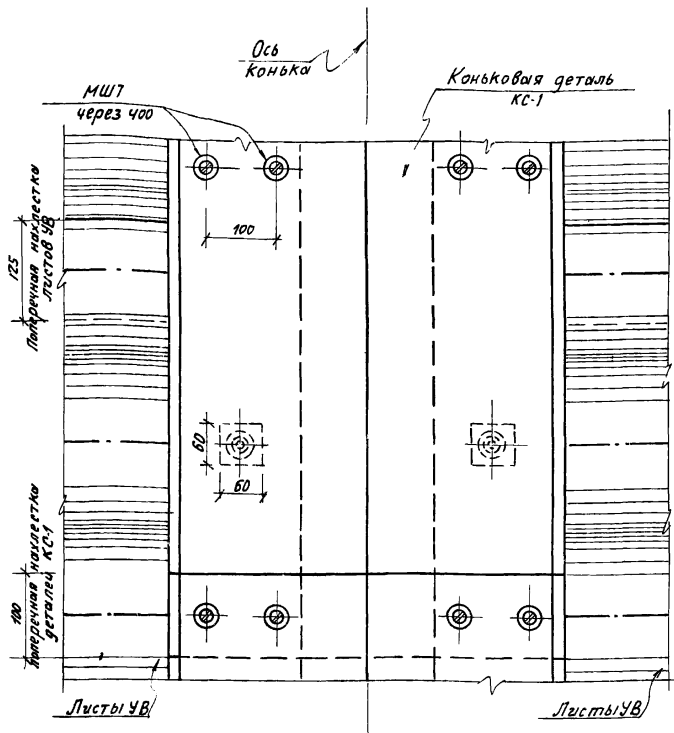 Ось
конька
МШ7
через 400
Коньковая деталь
КС-1
100
125
Поперечная нахлестка
листов УВ
60
60
100
поперечная нахлестка
деталей КС-1
Листы УВ
Листы УВ